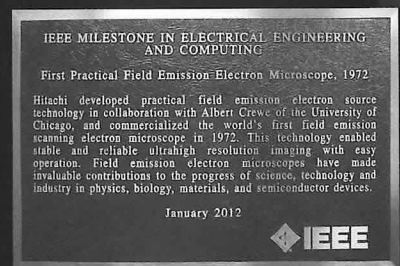 IEEE MILESTONE IN ELECTRICAL ENGINEERING
AND COMPUTING
First Practical Field Emission Electron Microscope, 1972
Hitachi developed practical field emission electron source
technology in collaboration with Albert Crewe of the University of
Chicago, and commercialized the world's first field emission
scanning electron microscope in 1972. This technology enabled
stable and reliable ultrahigh resolution imaging with easy
operation. Field emission electron microscopes have made
invaluable contributions to the progress of science, technology and
industry in physics, biology, materials, and semiconductor devices.
January 2012
IEEE